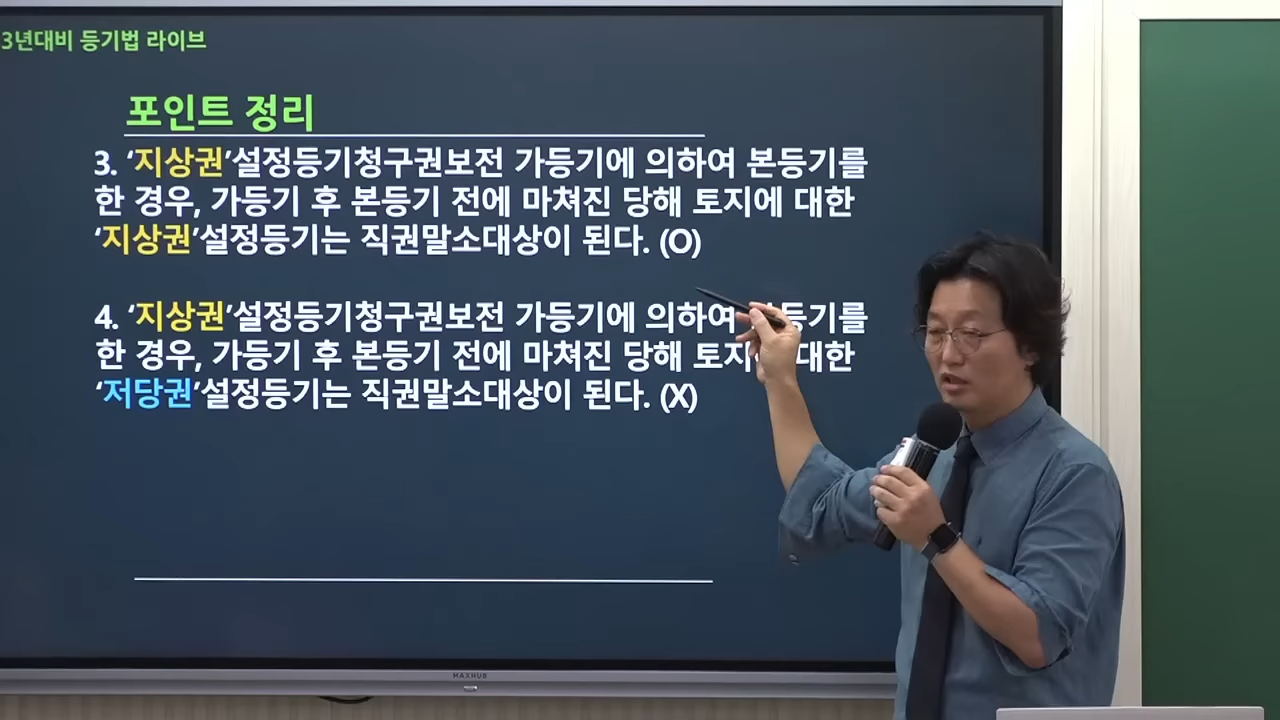 3년대비 등기법 라이브
포인트 정리
3. ‘지상권’설정등기청구권보전 가등기에 의하여 본등기를
한 경우, 가등기 후 본등기 전에 마쳐진 당해 토지에 대한
‘지상권’설정등기는 직권말소대상이 된다. (O)
4. ‘지상권’설정등기청구권보전 가등기에 의하여 등기를
한 경우, 가등기 후 본등기 전에 마쳐진 당해 토지 대한
‘저당권’설정등기는 직권말소대상이 된다. (X)
MAXHUB